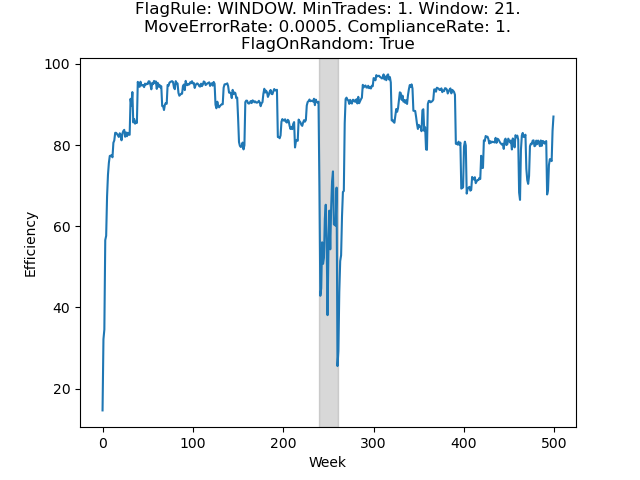 FlagRule: WINDOW. MinTrades: 1. Window: 21.
MoveErrorRate: 0.0005. ComplianceRate: 1.
FlagOnRandom: True
100
80
60
40
20
Efficiency
0 100 200 300 400 500
Week